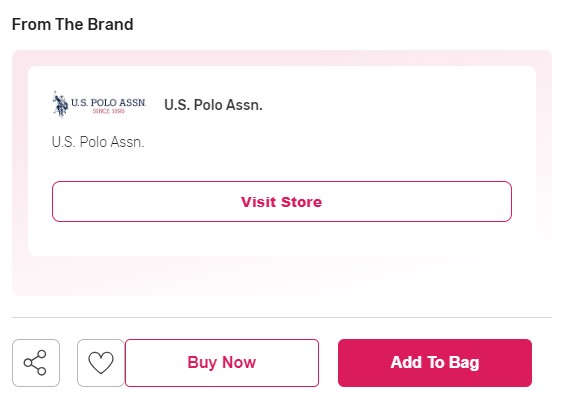 From The Brand
U.S. POLO ASSN.
SINCE 1890
U.S. Polo Assn.
U.S. Polo Assn.
Visit Store
Buy Now
Add To Bag